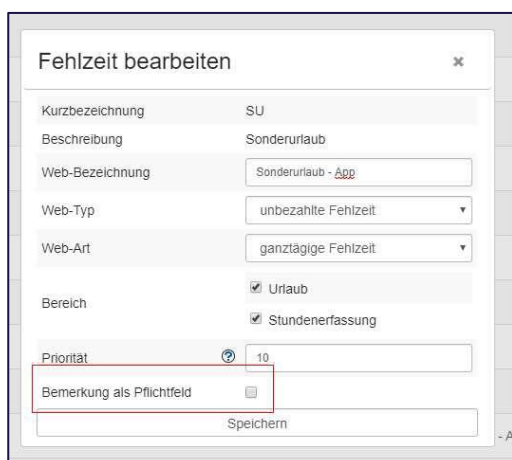 Fehlzeit bearbeiten ×
Kurzbezeichnung SU
Beschreibung Sonderurlaub
Web-Bezeichnung Sonderurlaub - App
Web-Typ unbezahlte Fehlzeit
Web-Art ganztägige Fehlzeit
Bereich
Urlaub
Stundenerfassung
Priorität ? 10
Bemerkung als Pflichtfeld
Speichern
- A